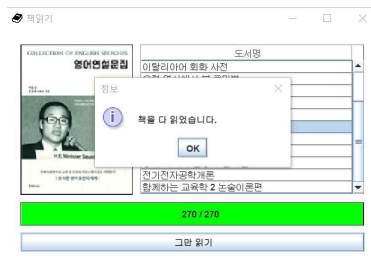 책읽기
COLLECTION OF ENGLISH SPEECHES
영어연설문집
도서명
이탈리아어 회화 사전
정보
책을 다 읽었습니다.
OK
H.E. Minister
전기전자공학개론
함께하는 교육학 2 논술이론편
270 / 270
그만 읽기